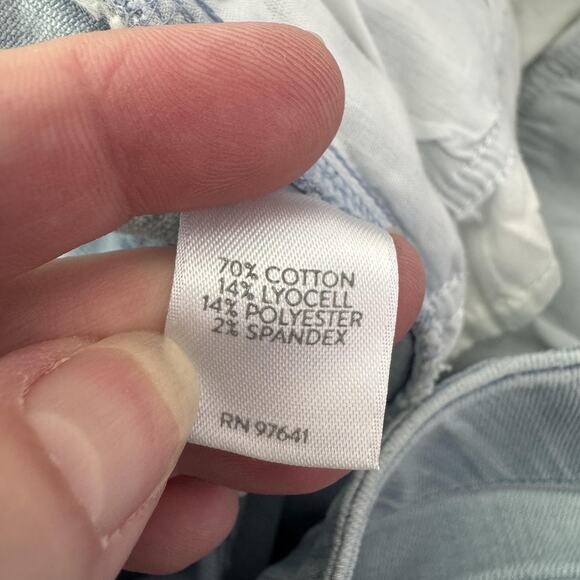 70% COTTON
14% LYOCELL
14% POLYESTER
2% SPANDEX
RN 97641